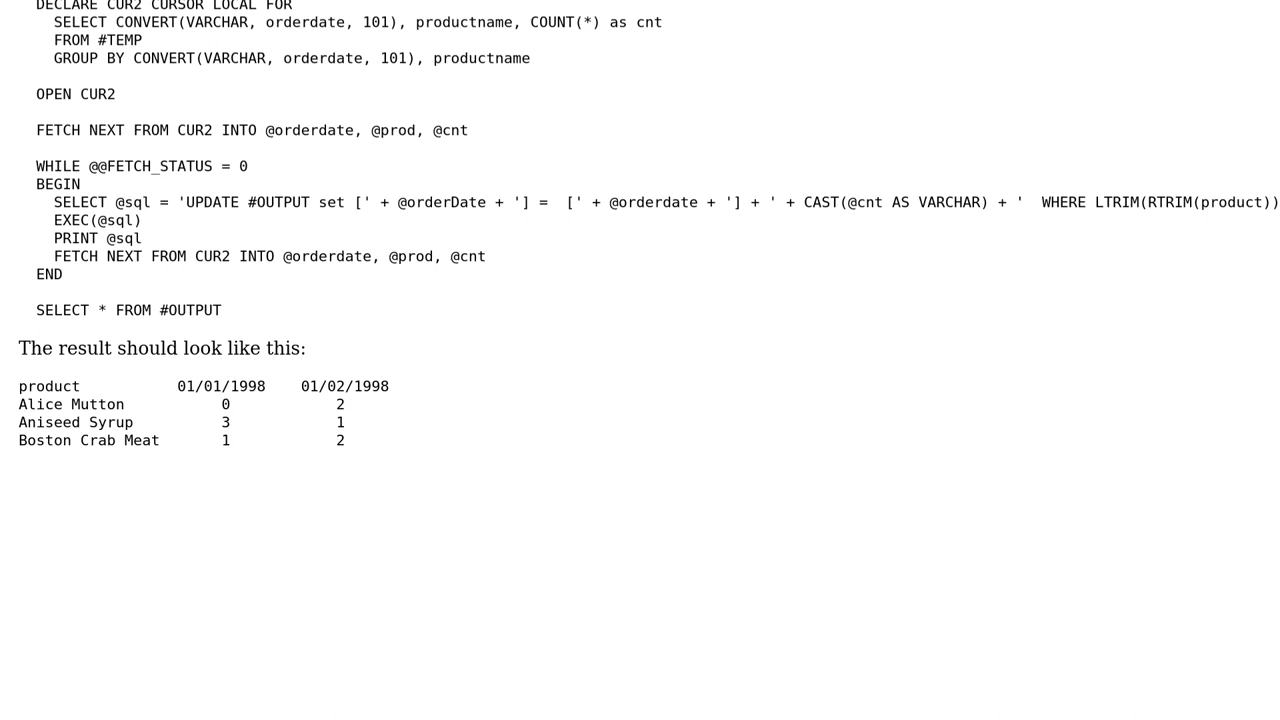 DECLARE CUR2 CURSOR LOCAL FOR
SELECT CONVERT(VARCHAR, orderdate, 101), productname, COUNT(*) as cnt
FROM #TEMP
GROUP BY CONVERT(VARCHAR, orderdate, 101), productname
OPEN CUR2
FETCH NEXT FROM CUR2 INTO @orderdate, @prod, @cnt
WHILE @@FETCH_STATUS = 0
BEGIN
SELECT @sql = 'UPDATE #OUTPUT set [' + @orderDate + '] =  [' + @orderdate + '] + ' + CAST(@cnt AS VARCHAR) + '  WHERE LTRIM(RTRIM(product))
EXEC(@sql)
PRINT @sql
FETCH NEXT FROM CUR2 INTO @orderdate, @prod, @cnt
END
SELECT * FROM #OUTPUT
The result should look like this:
product 01/01/1998 01/02/1998
Alice Mutton 0 2
Aniseed Syrup 3 1
Boston Crab Meat 1 2